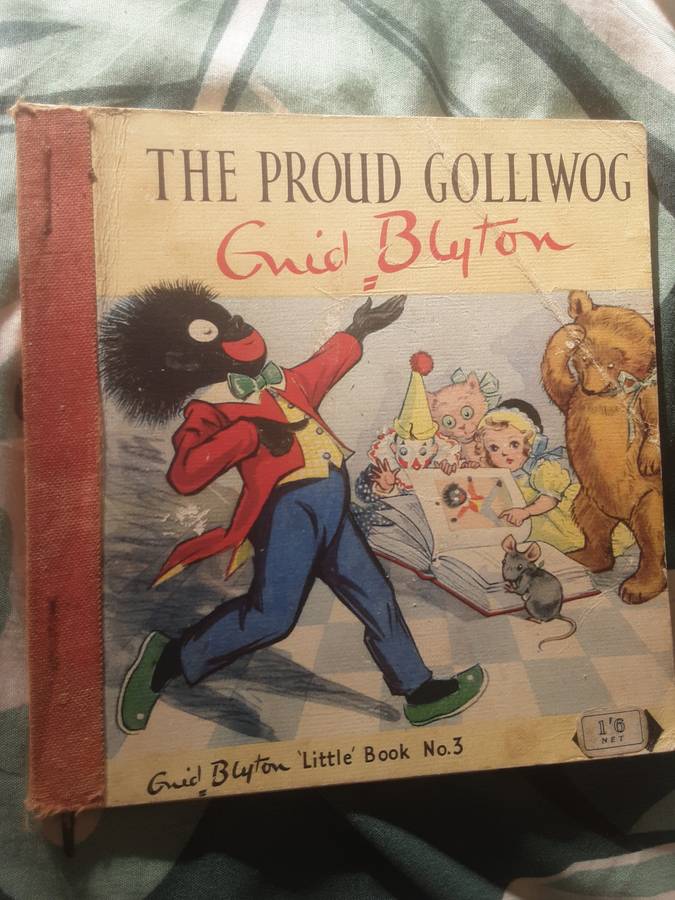 THE PROUD GOLLIWOG
Enid Blyton
Enid Blyton 'Little' Book No.3
1'6
NET